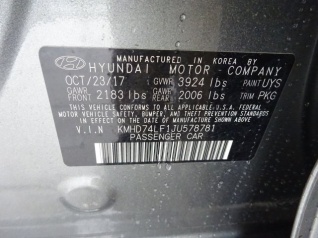 MANUFACTURED IN KOREA BY
HYUNDAI MOTOR COMPANY
OCT/23/17 GVWR 3924 lbs PAINT UYS
GAWR FRONT 2183 lbs GAWR REAR 2006 lbs TRIM PKG
THIS VEHICLE CONFORMS TO ALL APPLICABLE U.S. FEDERAL MOTOR VEHICLE SAFETY, BUMPER, AND THEFT PREVENTION STANDARDS IN EFFECT ON THE DATE OF MANUFACTURE SHOWN ABOVE.
V.I.N KMHD74LF1JU578781
PASSENGER CAR